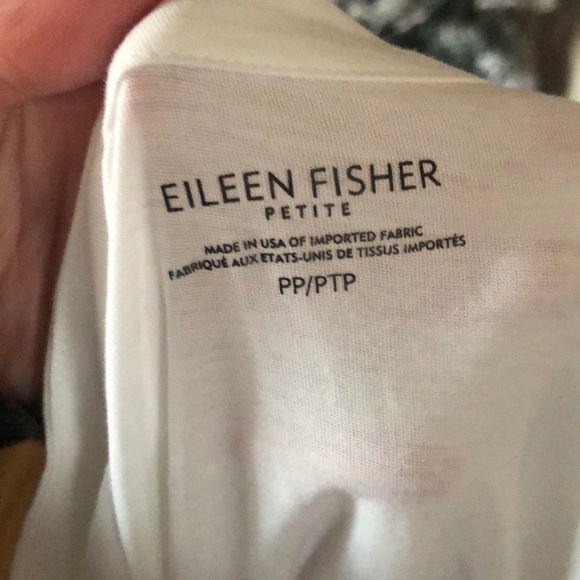 EILEEN FISHER
PETITE
MADE IN USA OF IMPORTED FABRIC
FABRIQUÉ AUX ETATS-UNIS DE TISSUS IMPORTÉS
PP/PTP